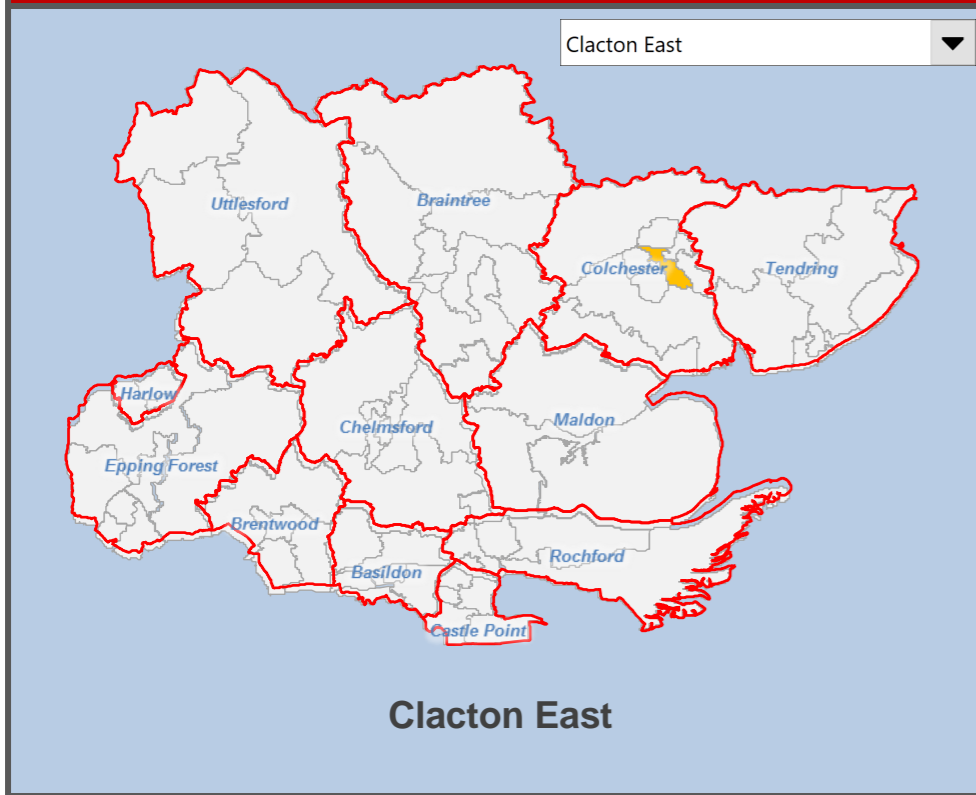 Clacton East
Uttlesford
Braintree
Colchester
Tendring
Harlow
Chelmsford
Maldon
Epping Forest
Brentwood
Rochford
Basildon
Castle Point
Clacton East